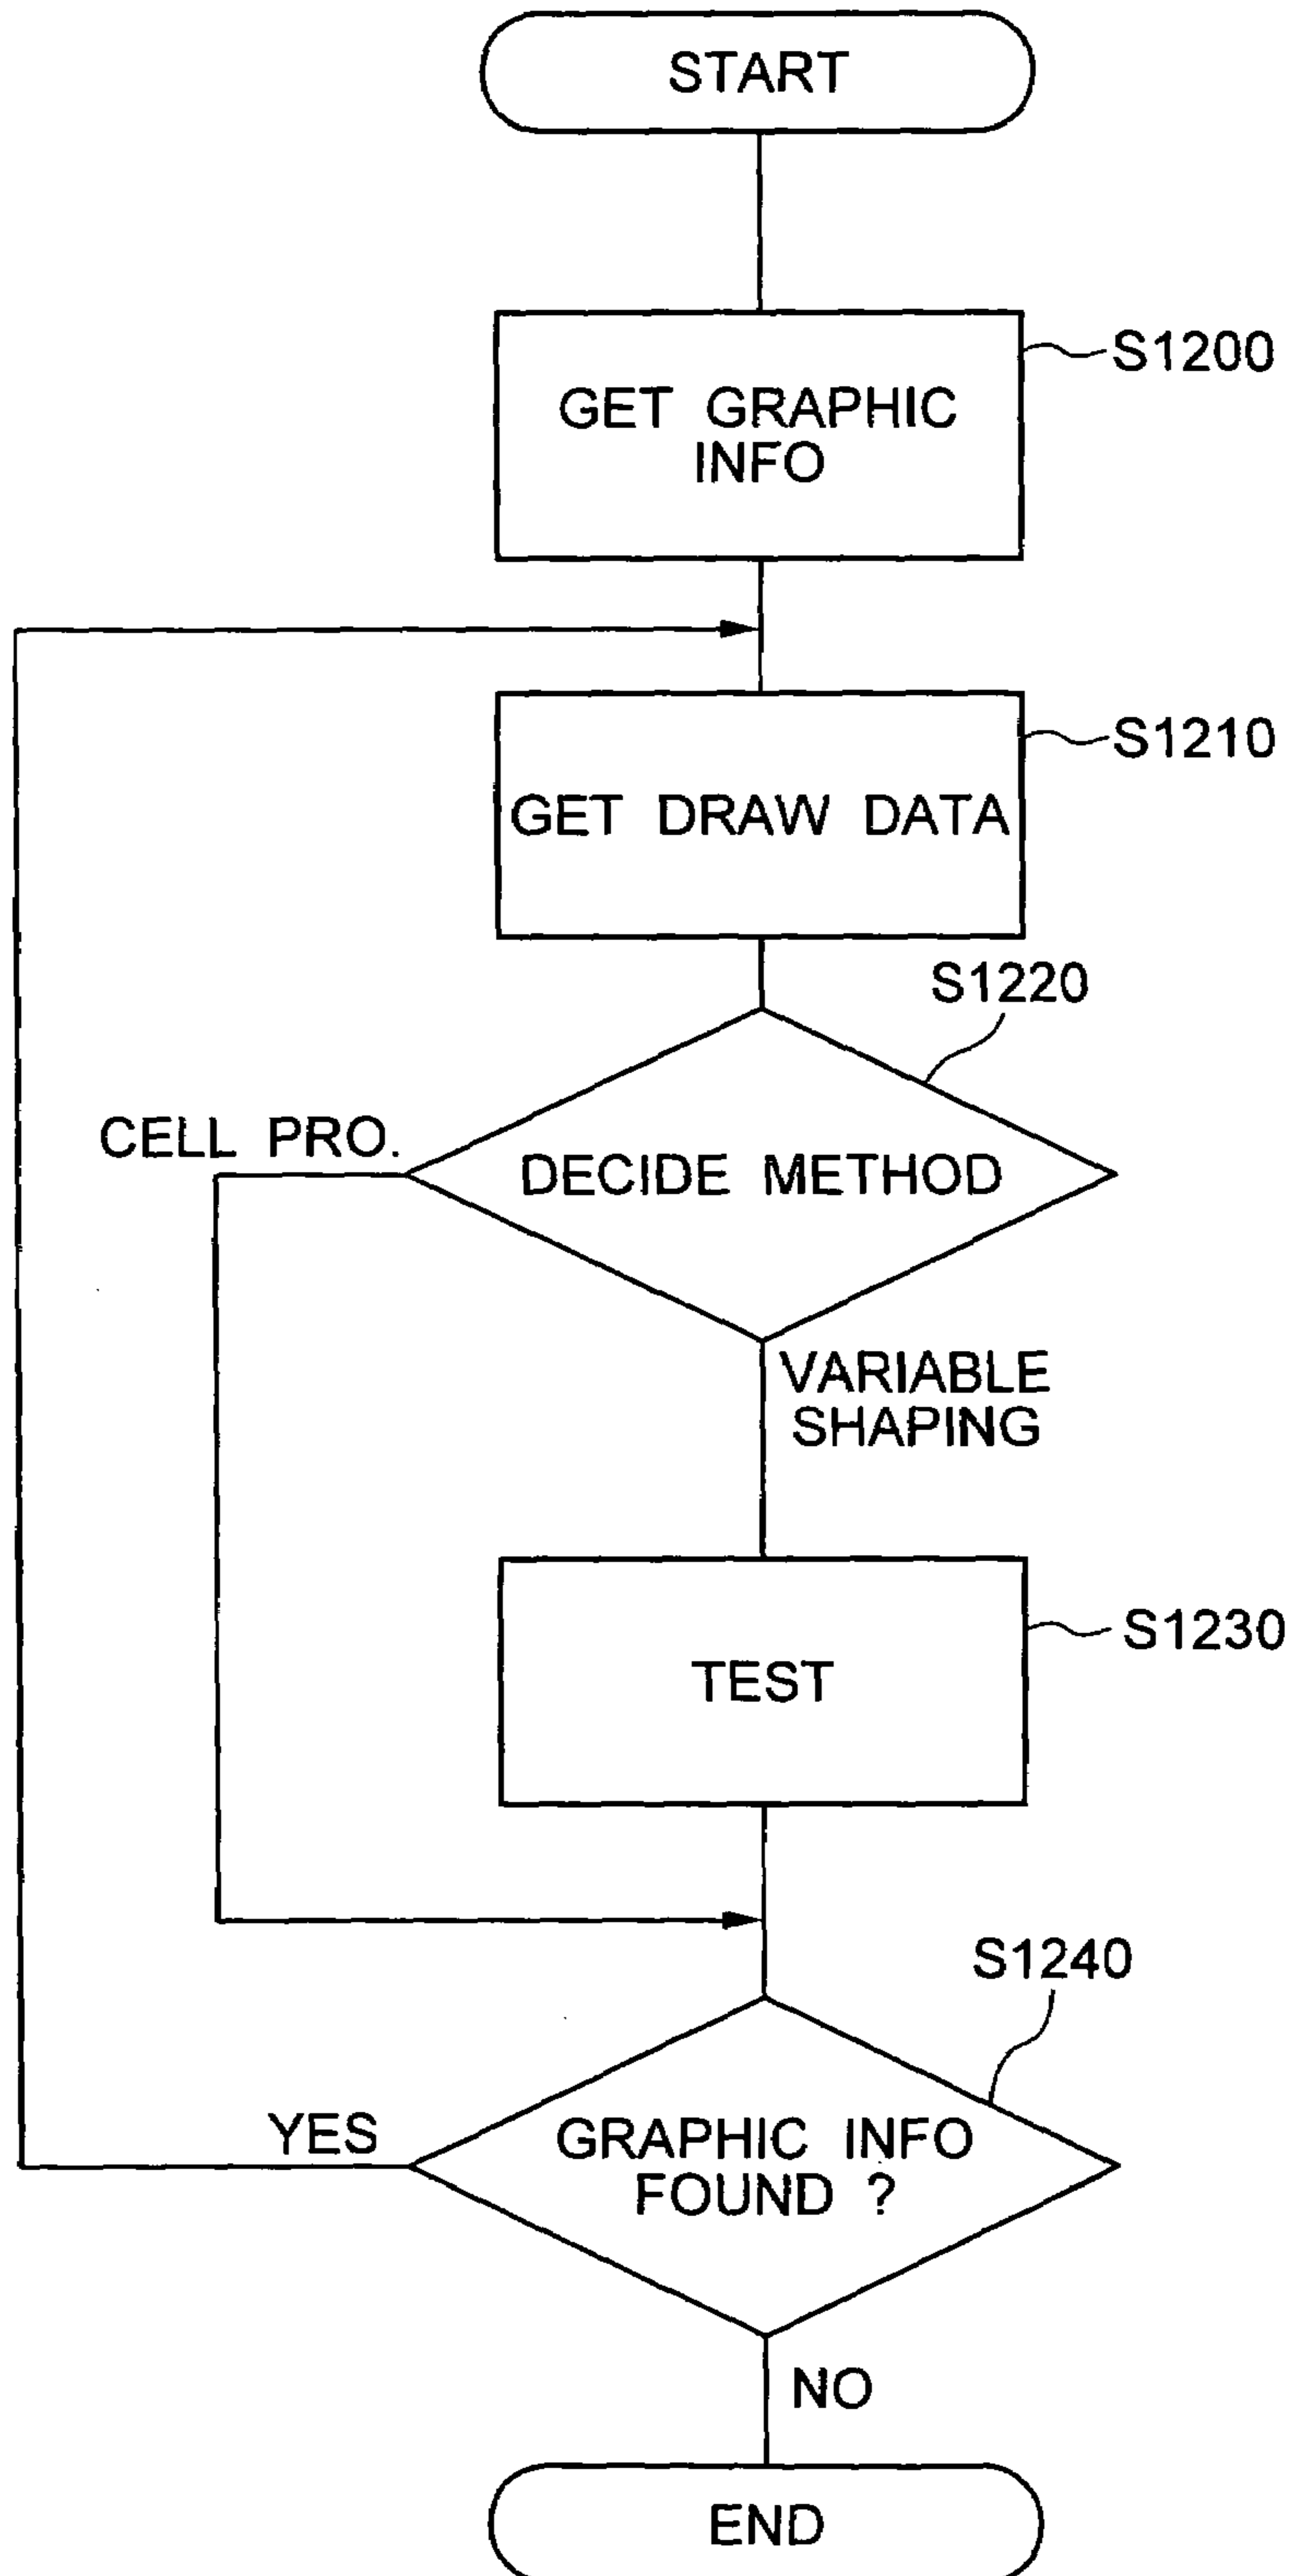 START
S1200
GET GRAPHIC
INFO
S1210
GET DRAW DATA
S1220
CELL PRO.
DECIDE METHOD
VARIABLE
SHAPING
S1230
TEST
S1240
YES
GRAPHIC INFO
FOUND ?
NO
END